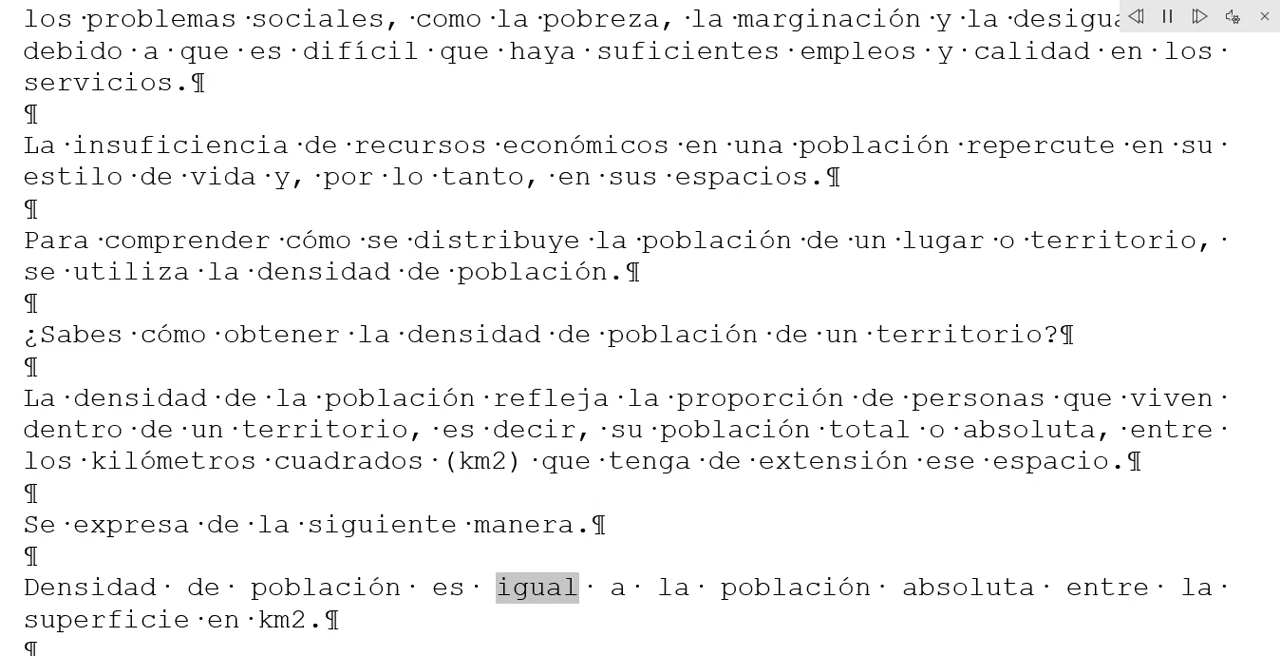 los problemas sociales, como la pobreza, la marginación y la
debido a que es difícil que haya suficientes empleos y calidad en los
servicios.¶
¶
La insuficiencia de recursos económicos en una población repercute en su
estilo de vida y, por lo tanto, en sus espacios.¶
¶
Para comprender cómo se distribuye la población de un lugar o territorio,
se utiliza la densidad de población.¶
¶
¿Sabes cómo obtener la densidad de población de un territorio?¶
¶
La densidad de la población refleja la proporción de personas que viven
dentro de un territorio, es decir, su población total o absoluta, entre
los kilómetros cuadrados (km2) que tenga de extensión ese espacio.¶
¶
Se expresa de la siguiente manera.¶
¶
Densidad de población es igual a la población absoluta entre la
superficie en km2.¶
¶